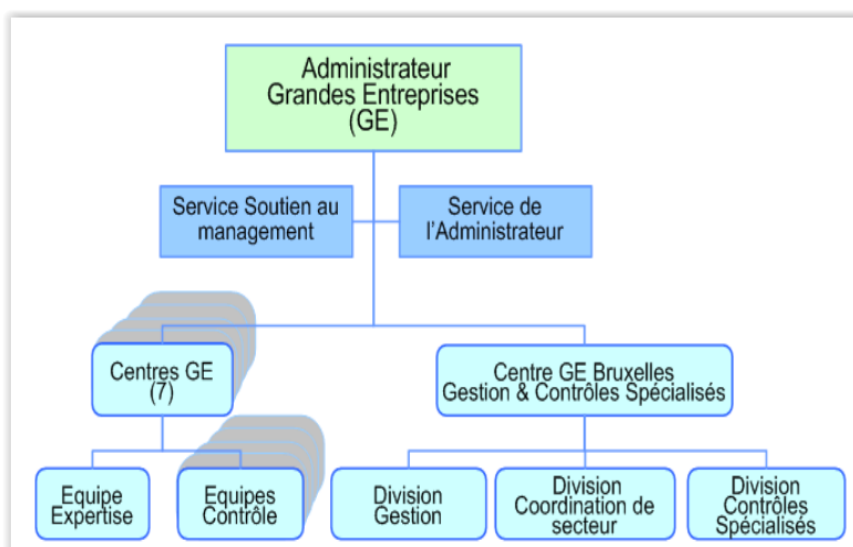 Administrateur
Grandes Entreprises
(GE)
Service Soutien au
management
Service de
l'Administrateur
Centres GE
(7)
Centre GE Bruxelles
Gestion & Contrôles Spécialisés
Equipe
Expertise
Equipes
Contrôle
Division
Gestion
Division
Coordination de
secteur
Division
Contrôles
Spécialisés